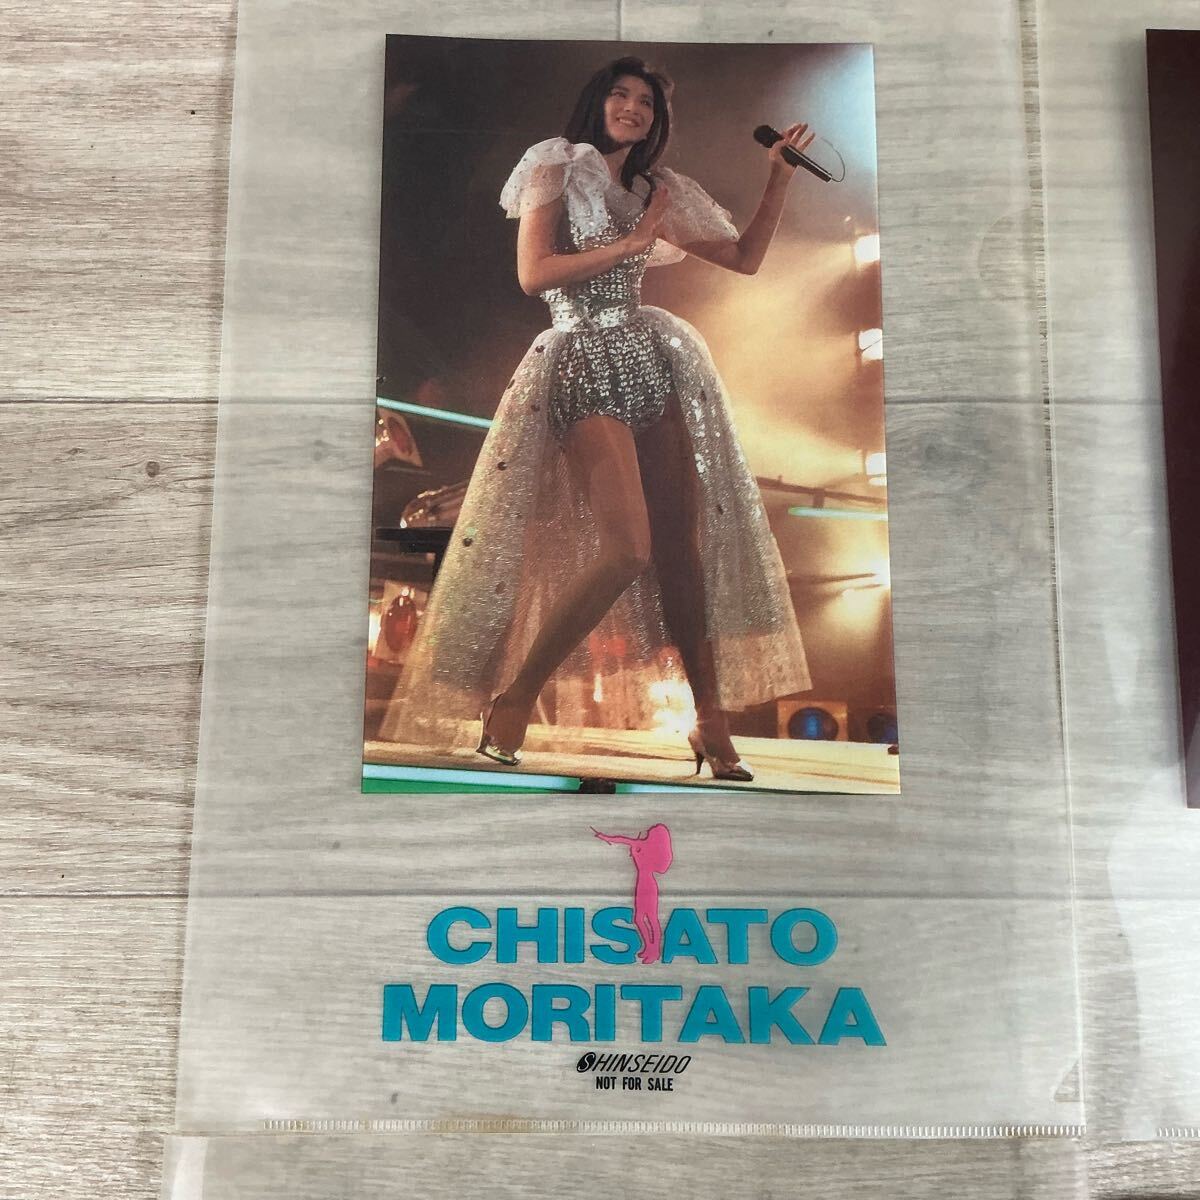 CHISATO
MORITAKA
SHINSEIDO
NOT FOR SALE